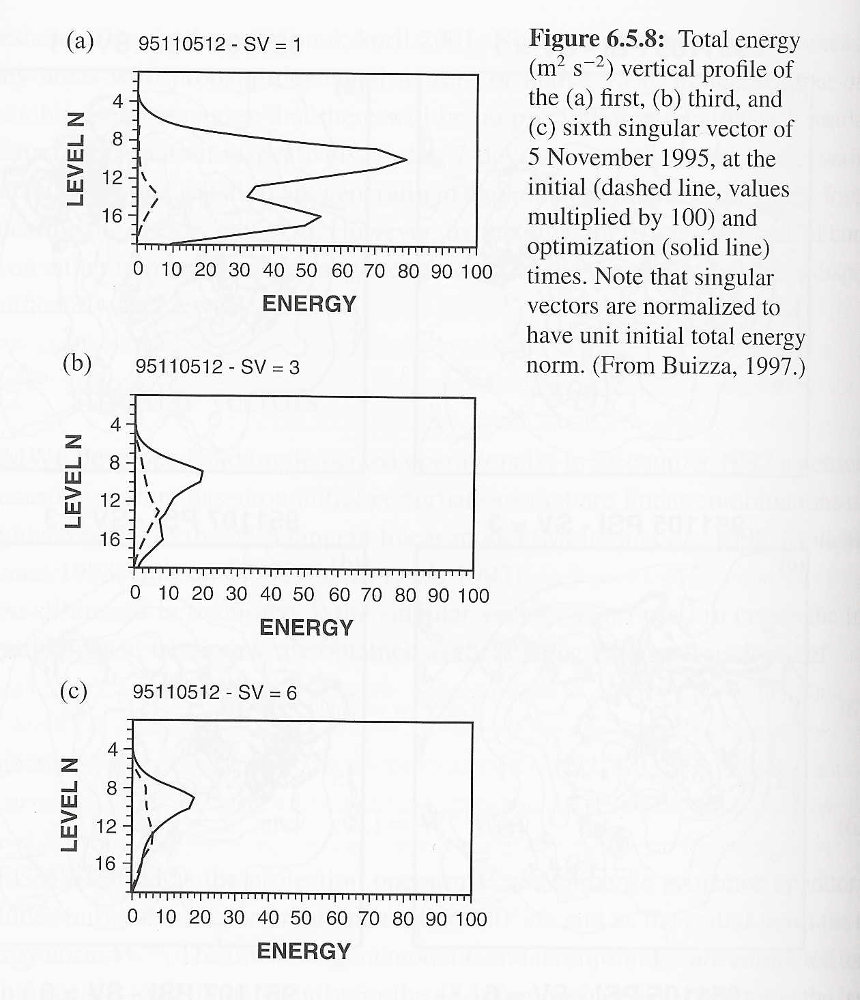 (a)
95110512 - SV = 1
LEVEL N
4
8
12
16
0 10 20 30 40 50 60 70 80 90 100
ENERGY
Figure 6.5.8: Total energy
(m² s⁻²) vertical profile of
the (a) first, (b) third, and
(c) sixth singular vector of
5 November 1995, at the
initial (dashed line, values
multiplied by 100) and
optimization (solid line)
times. Note that singular
vectors are normalized to
have unit initial total energy
norm. (From Buizza, 1997.)
(b)
95110512 - SV = 3
LEVEL N
4
8
12
16
0 10 20 30 40 50 60 70 80 90 100
ENERGY
(c)
95110512 - SV = 6
LEVEL N
4
8
12
16
0 10 20 30 40 50 60 70 80 90 100
ENERGY